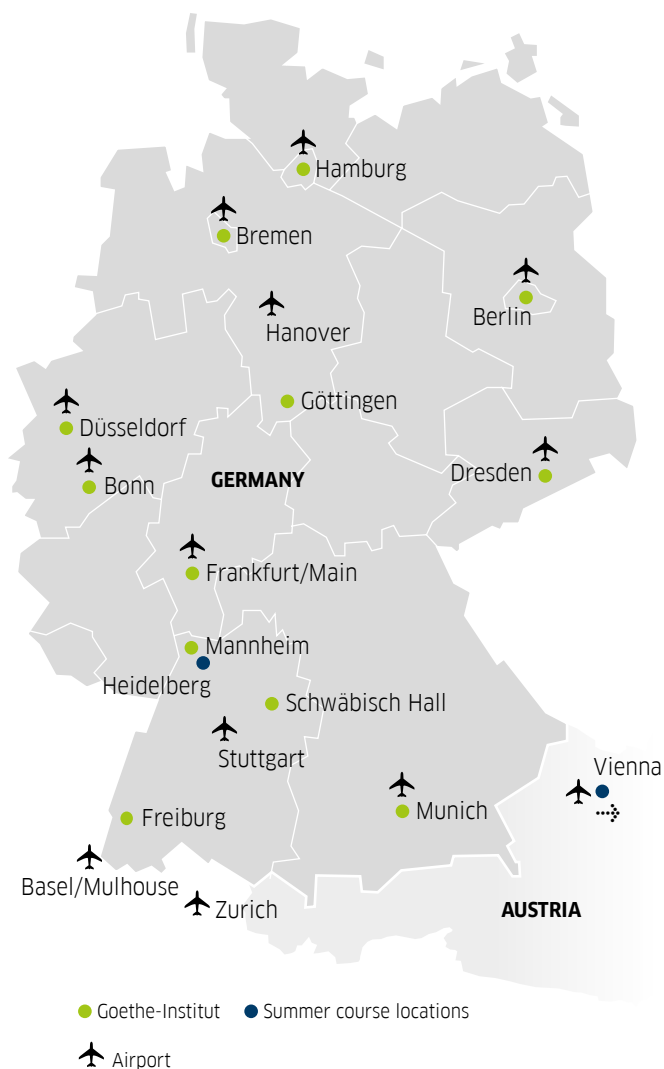 Hamburg
Bremen
Berlin
Hanover
Göttingen
Düsseldorf
Dresden
GERMANY
Bonn
Frankfurt/Main
Mannheim
Heidelberg
Schwäbisch Hall
Stuttgart
Vienna
Munich
Freiburg
Basel/Mulhouse
Zurich
AUSTRIA
Goethe-Institut
Summer course locations
Airport